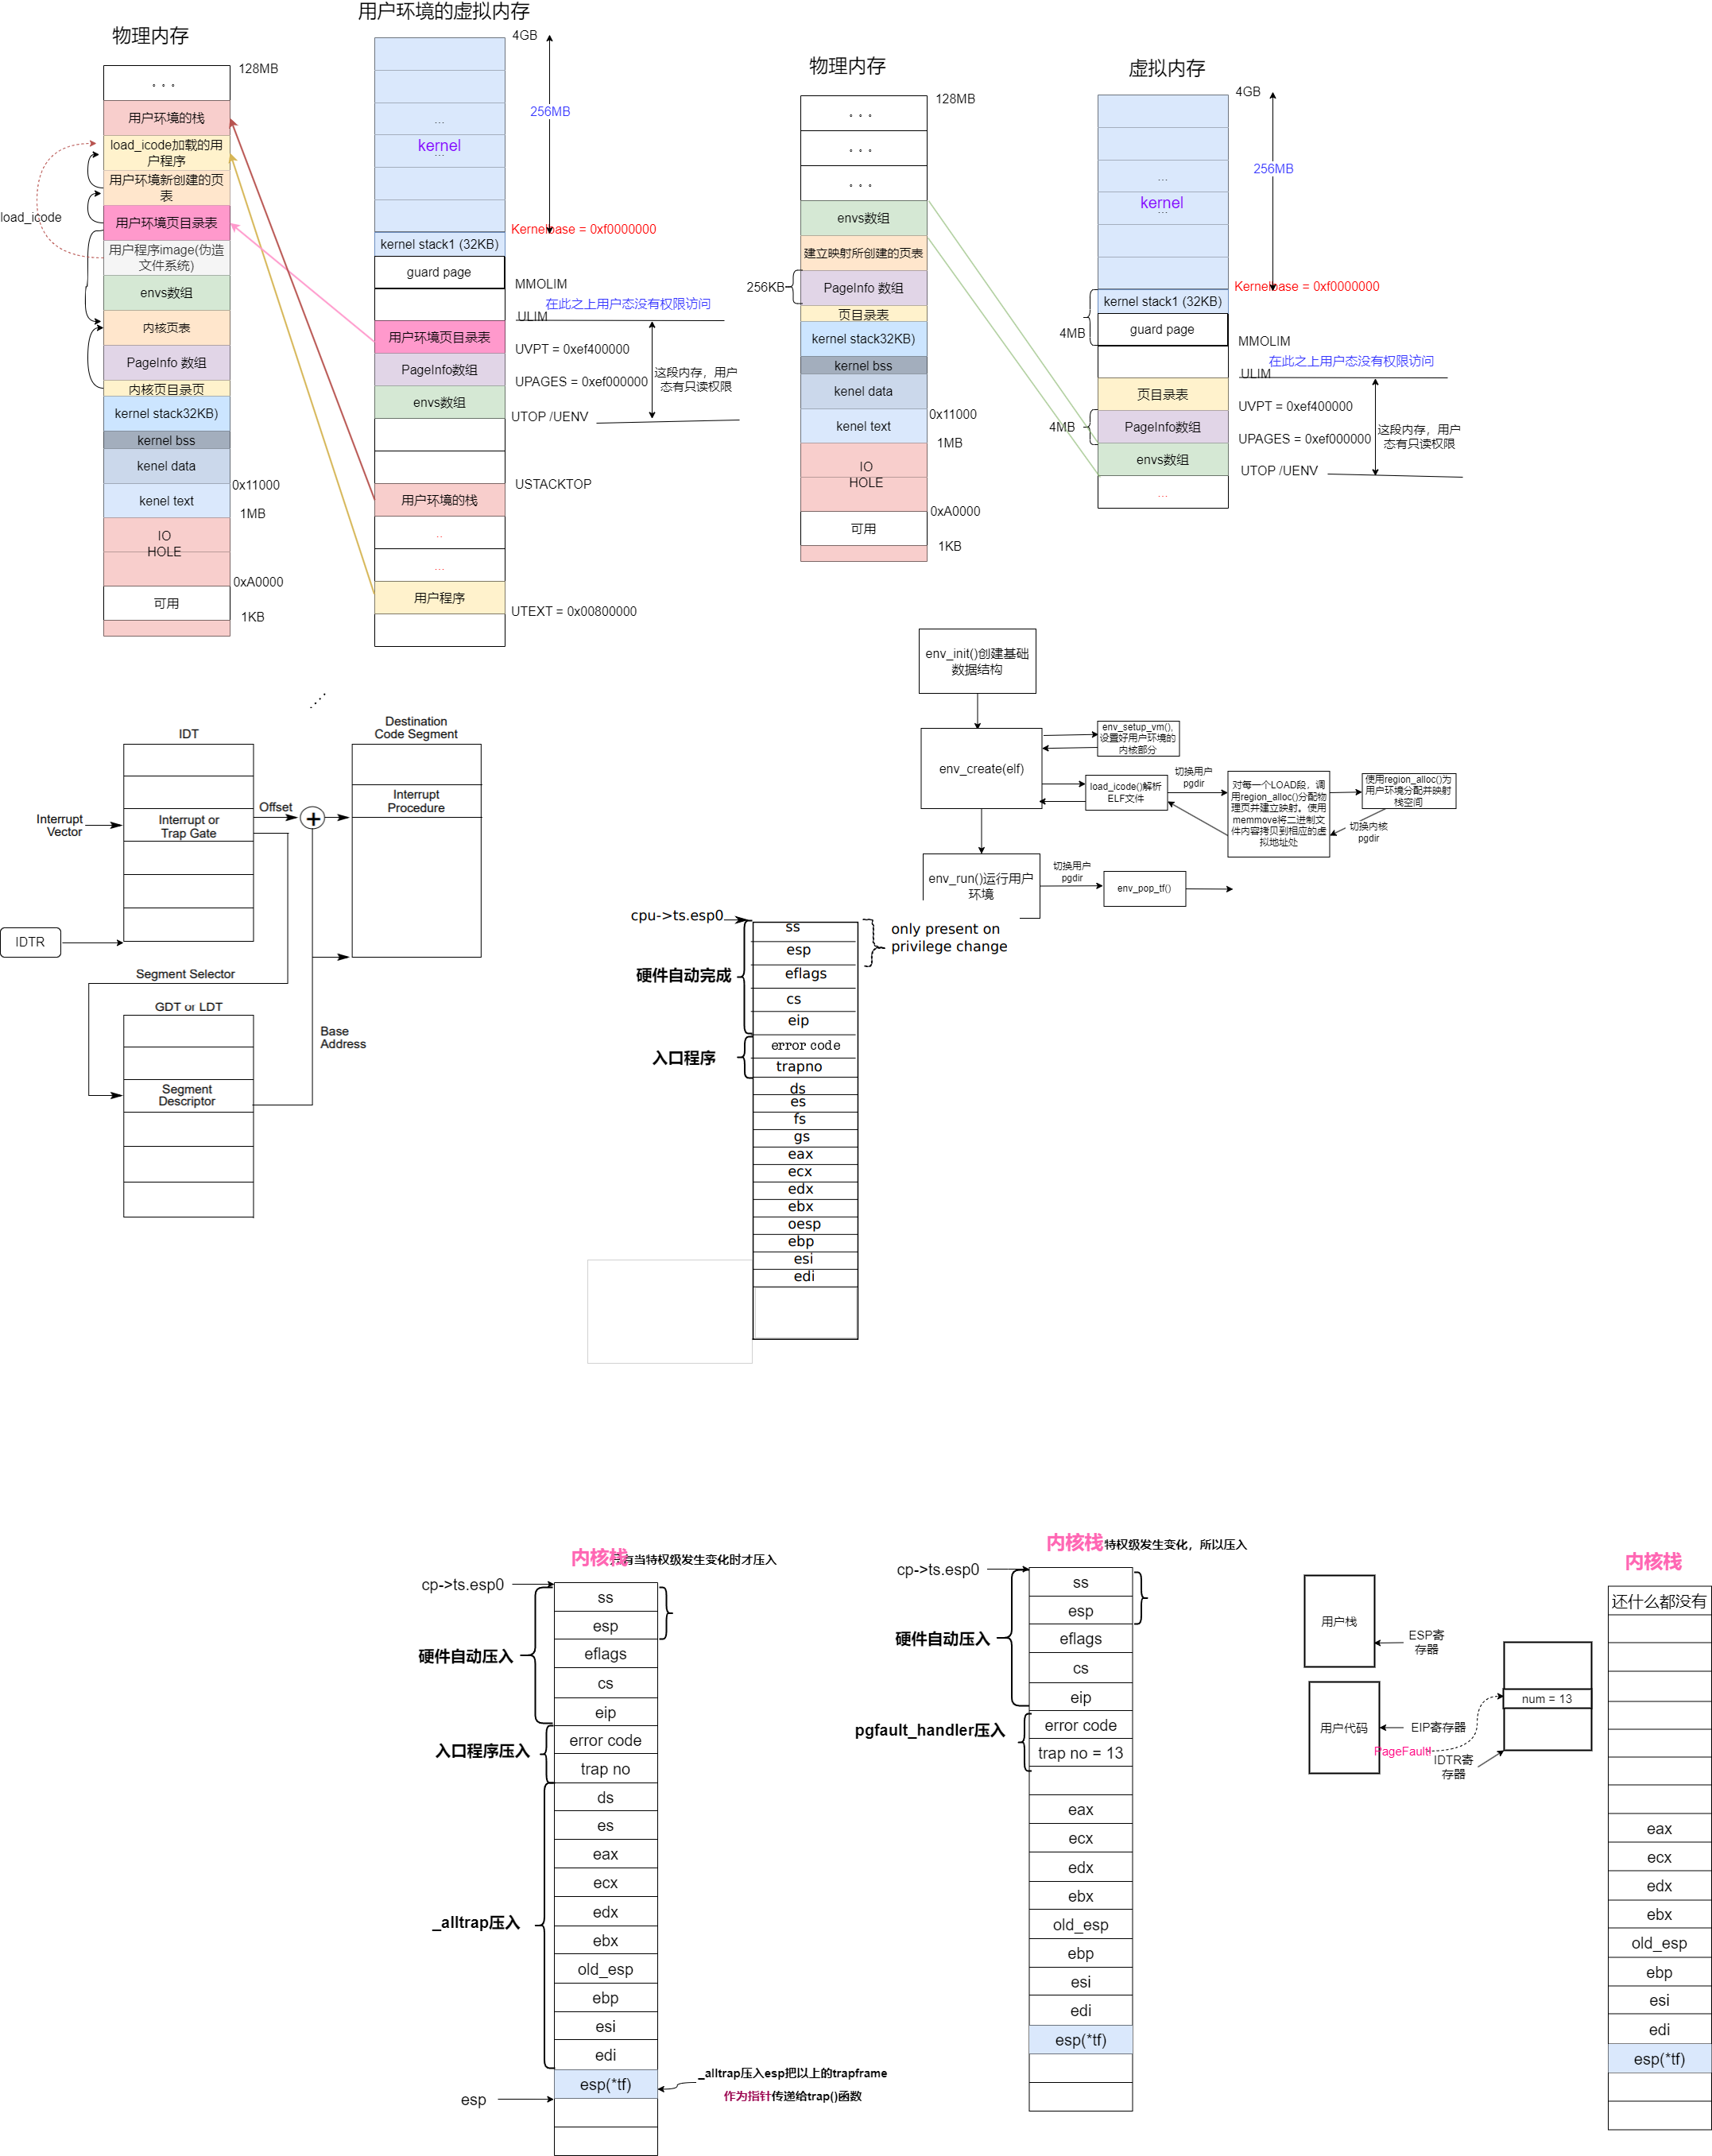 物理内存
128MB
。。。
用户环境的栈
load_icode加载的用
户程序
用户环境新创建的页
表
用户环境页目录表
load_icode
用户程序image(伪造
文件系统)
envs数组
内核页表
PageInfo 数组
内核页目录页
kernel stack32KB)
kernel bss
kenel data
0x11000
kenel text
1MB
IO
HOLE
0xA0000
可用
1KB
用户环境的虚拟内存
4GB
256MB
...
kernel
...
Kernelbase = 0xf0000000
kernel stack1 (32KB)
guard page
MMOLIM
在此之上用户态没有权限访问
ULIM
用户环境页目录表
UVPT = 0xef400000
PageInfo数组
这段内存，用户
态有只读权限
UPAGES = 0xef000000
envs数组
UTOP /UENV
USTACKTOP
用户环境的栈
..
...
用户程序
UTEXT = 0x00800000
物理内存
128MB
。。。
。。。
。。。
envs数组
建立映射所创建的页表
256KB
PageInfo 数组
页目录表
kernel stack32KB)
kernel bss
kenel data
0x11000
kenel text
1MB
IO
HOLE
0xA0000
可用
1KB
虚拟内存
4GB
256MB
...
kernel
...
Kernelbase = 0xf0000000
kernel stack1 (32KB)
4MB
guard page
MMOLIM
在此之上用户态没有权限访问
ULIM
页目录表
UVPT = 0xef400000
4MB
PageInfo数组
这段内存，用户
态有只读权限
UPAGES = 0xef000000
envs数组
UTOP /UENV
...
env_init()创建基础
数据结构
env_create(elf)
env_setup_vm(),
设置好用户环境的
内核部分
load_icode()解析
ELF文件
切换用户
pgdir
对每一个LOAD段，调
用region_alloc()分配物
理页并建立映射。使用
memmove将二进制文
件内容拷贝到相应的虚
拟地址处
使用region_alloc()为
用户环境分配并映射
栈空间
切换内核
pgdir
env_run()运行用户
环境
切换用户
pgdir
env_pop_tf()
IDT
Destination
Code Segment
Interrupt
Vector
Interrupt or
Trap Gate
Offset
+
Interrupt
Procedure
IDTR
Segment Selector
GDT or LDT
Base
Address
Segment
Descriptor
cpu->ts.esp0
ss
esp
eflags
cs
eip
error code
trapno
ds
es
fs
gs
eax
ecx
edx
ebx
oesp
ebp
esi
edi
only present on
privilege change
硬件自动完成
入口程序
内核栈
有当特权级发生变化时才压入
cp->ts.esp0
ss
esp
硬件自动压入
eflags
cs
eip
error code
入口程序压入
trap no
ds
es
eax
ecx
edx
_alltrap压入
ebx
old_esp
ebp
esi
edi
esp(*tf)
esp
_alltrap压入esp把以上的trapframe
作为指针传递给trap()函数
内核栈
特权级发生变化，所以压入
cp->ts.esp0
ss
esp
硬件自动压入
eflags
cs
eip
error code
pgfault_handler压入
trap no = 13
eax
ecx
edx
ebx
old_esp
ebp
esi
edi
esp(*tf)
用户栈
ESP寄
存器
用户代码
EIP寄存器
PageFault!
IDTR寄
存器
num = 13
内核栈
还什么都没有
eax
ecx
edx
ebx
old_esp
ebp
esi
edi
esp(*tf)